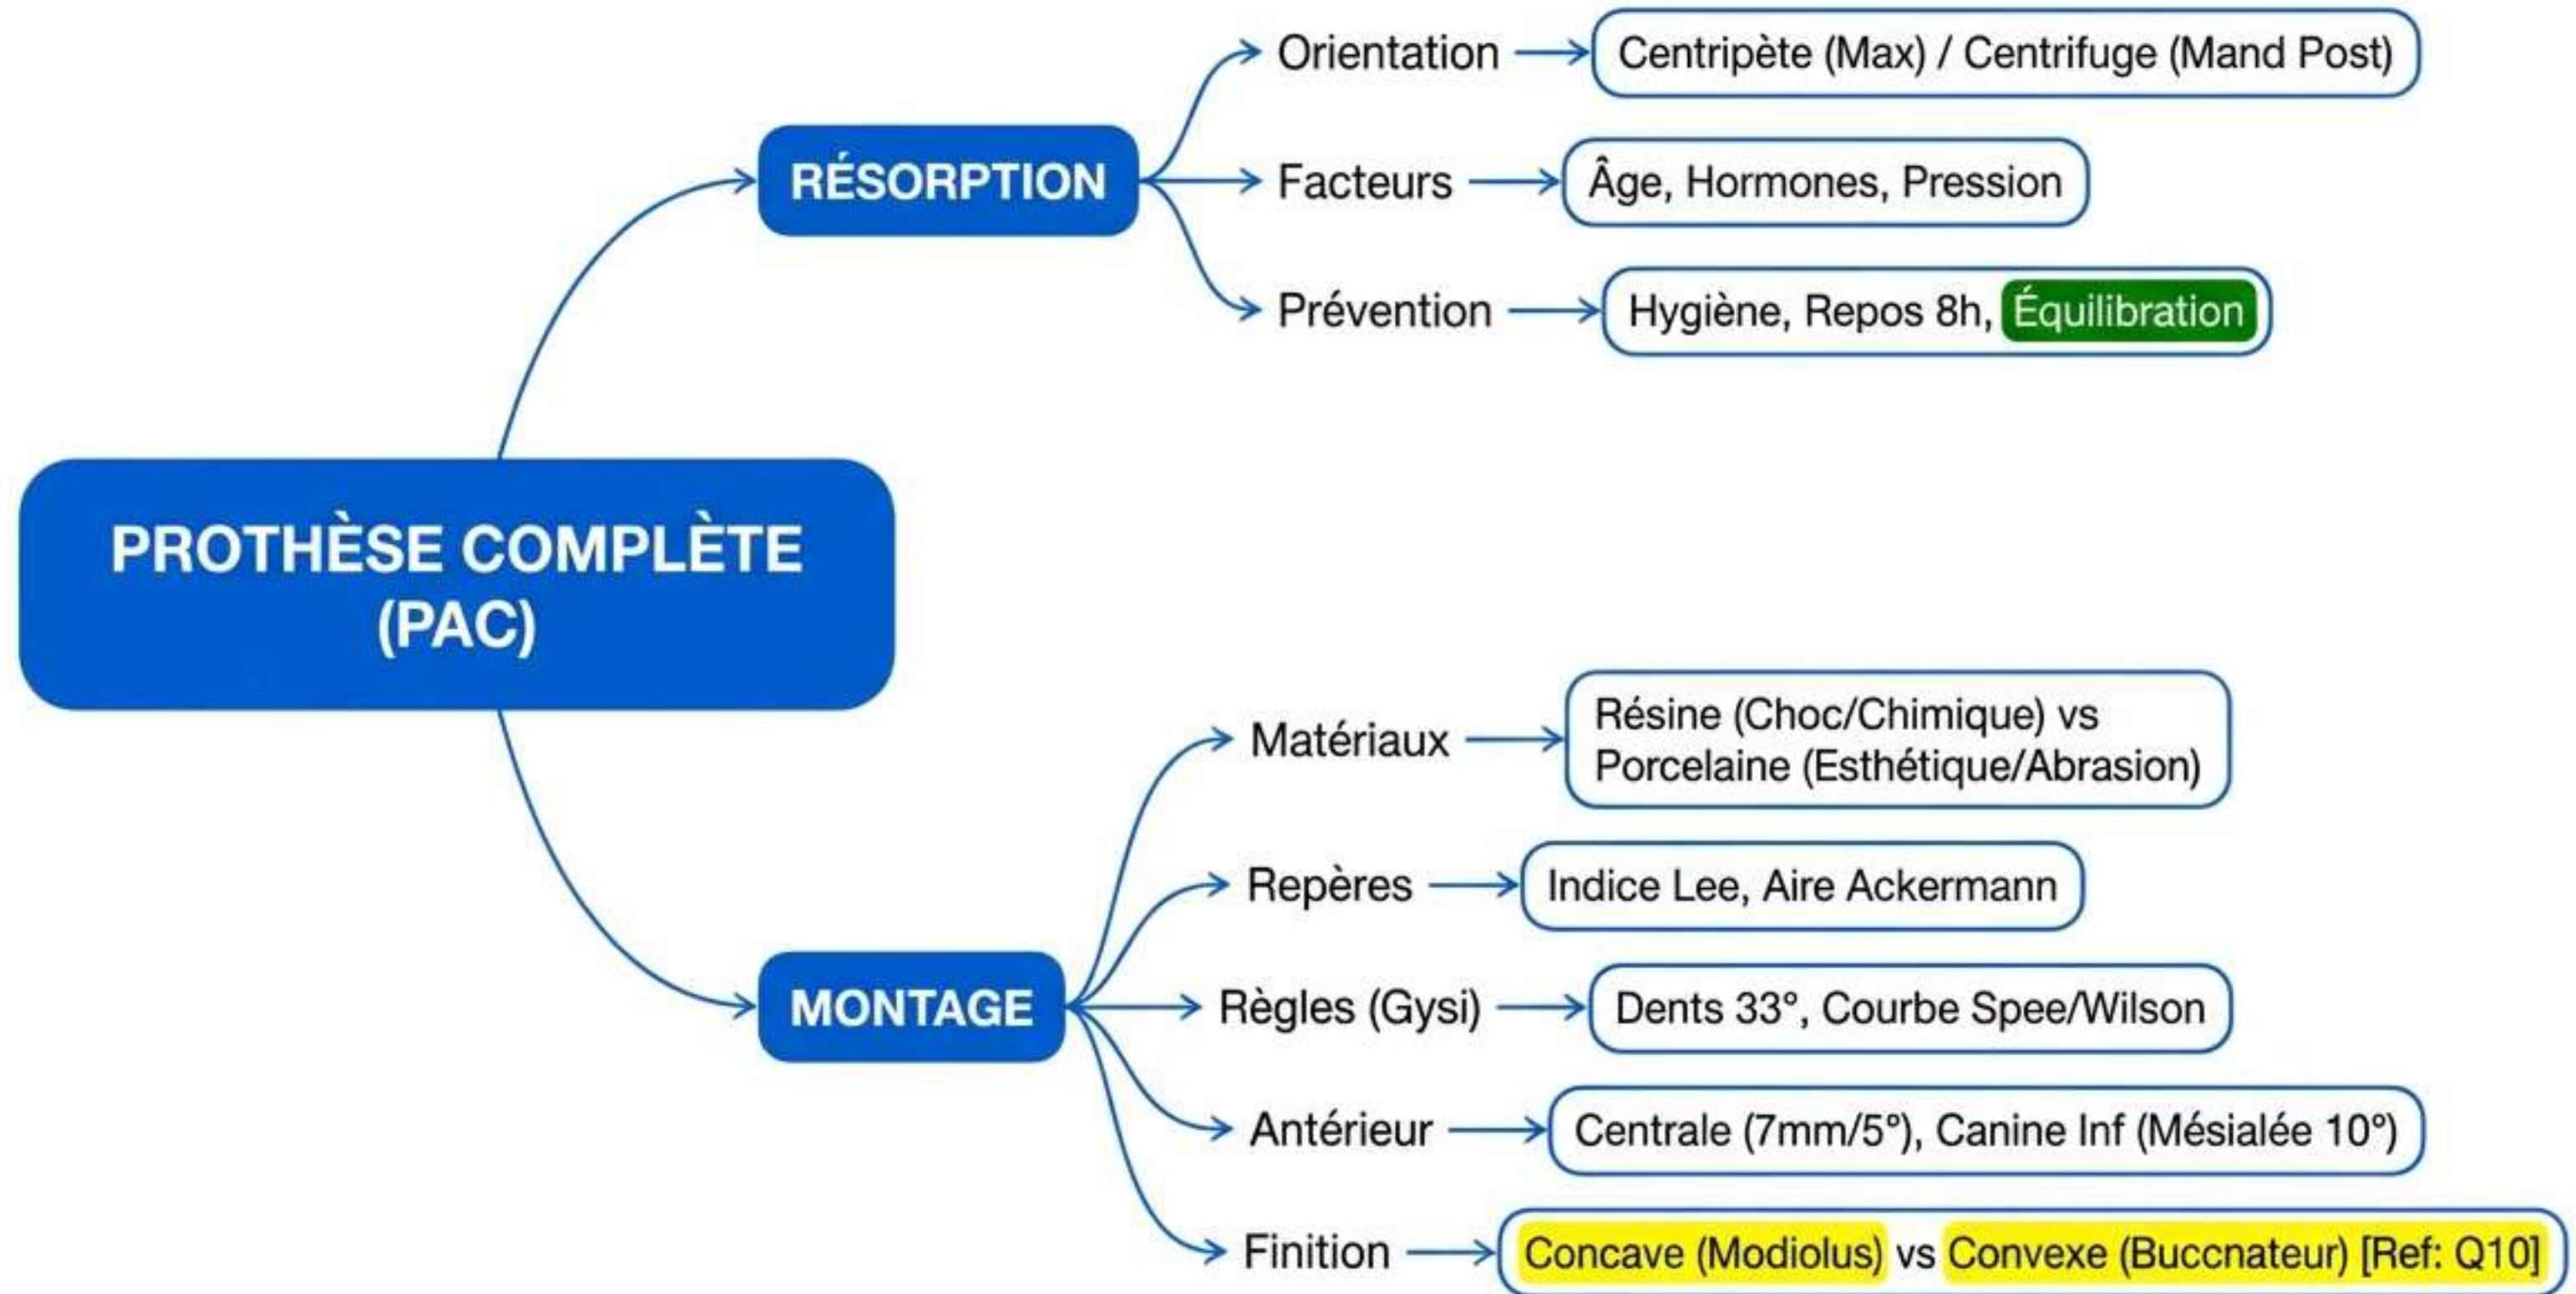 PROTHÈSE COMPLÈTE
(PAC)
RÉSORPTION
Orientation
Centripète (Max) / Centrifuge (Mand Post)
Facteurs
Âge, Hormones, Pression
Prévention
Hygiène, Repos 8h, Équilibration
MONTAGE
Matériaux
Résine (Choc/Chimique) vs
Porcelaine (Esthétique/Abrasion)
Repères
Indice Lee, Aire Ackermann
Règles (Gysi)
Dents 33°, Courbe Spee/Wilson
Antérieur
Centrale (7mm/5°), Canine Inf (Mésialée 10°)
Finition
Concave (Modiolus) vs Convexe (Buccnateur) [Ref: Q10]